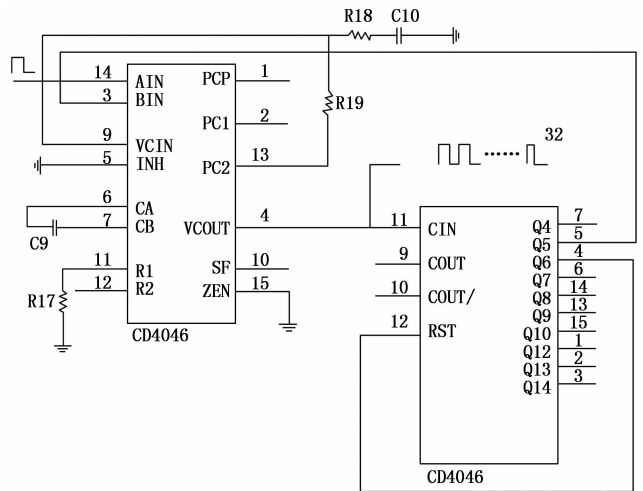 R18 C10
14 AIN PCP 1
3 BIN
R19
PC1 2
9 VCIN
5 INH PC2 13
32
6 CA
7 CB VCOUT 4
C9
11 CIN Q4 7
Q5 5
11 R1 SF 10
9 COUT Q6 4
Q7 6
12 R2 ZEN 15
10 COUT/ Q8 14
R17
Q9 13
12 RST Q10 15
CD4046
Q12 1
Q13 2
Q14 3
CD4046